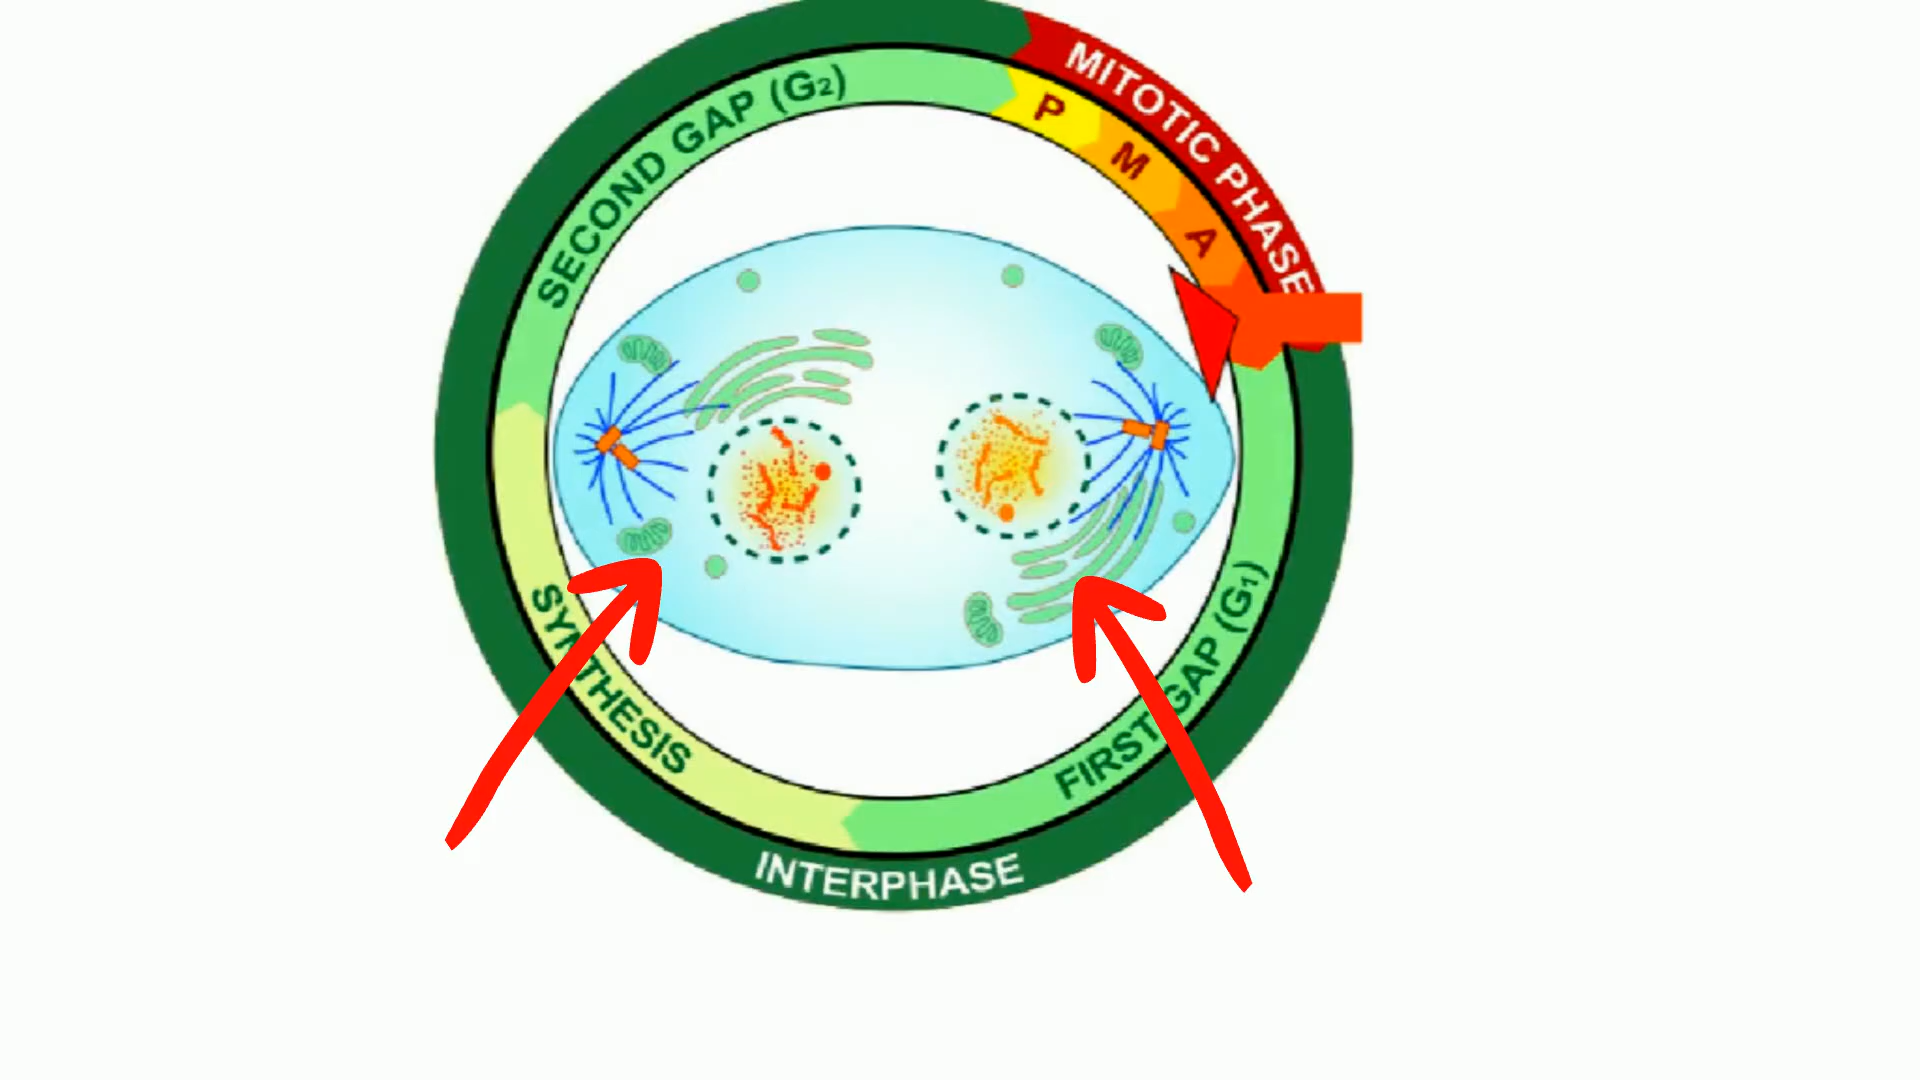 MITOTIC PHASE
SECOND GAP (G2)
P
M
A
SYNTHESIS
FIRST GAP (G1)
INTERPHASE